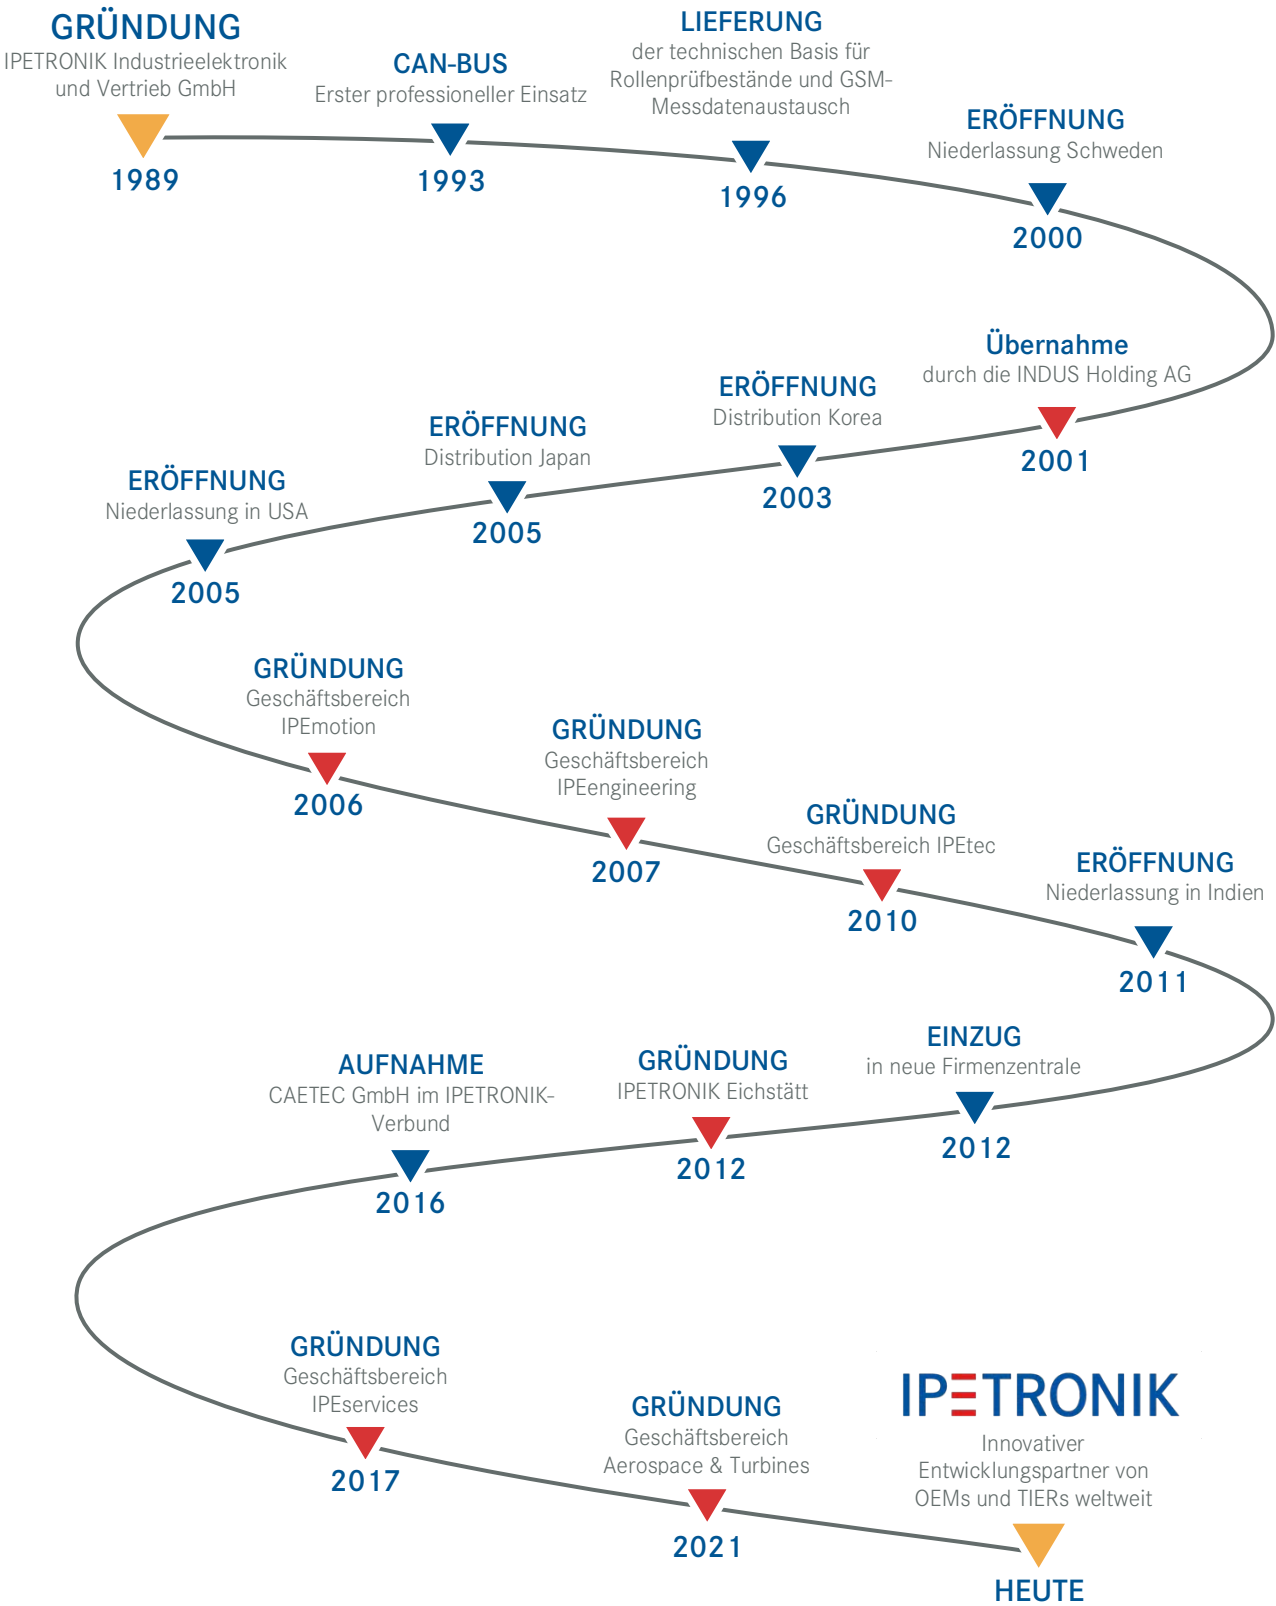 GRÜNDUNG
IPETRONIK Industrieelektronik
und Vertrieb GmbH
1989
CAN-BUS
Erster professioneller Einsatz
1993
LIEFERUNG
der technischen Basis für
Rollenprüfbestände und GSM-
Messdatenaustausch
1996
ERÖFFNUNG
Niederlassung Schweden
2000
Übernahme
durch die INDUS Holding AG
2001
ERÖFFNUNG
Distribution Korea
2003
ERÖFFNUNG
Distribution Japan
2005
ERÖFFNUNG
Niederlassung in USA
2005
GRÜNDUNG
Geschäftsbereich
IPEmotion
2006
GRÜNDUNG
Geschäftsbereich
IPEengineering
2007
GRÜNDUNG
Geschäftsbereich IPEtec
2010
ERÖFFNUNG
Niederlassung in Indien
2011
EINZUG
in neue Firmenzentrale
2012
GRÜNDUNG
IPETRONIK Eichstätt
2012
AUFNAHME
CAETEC GmbH im IPETRONIK-
Verbund
2016
GRÜNDUNG
Geschäftsbereich
IPEservices
2017
GRÜNDUNG
Geschäftsbereich
Aerospace & Turbines
2021
IPETRONIK
Innovativer
Entwicklungspartner von
OEMs und TIERs weltweit
HEUTE